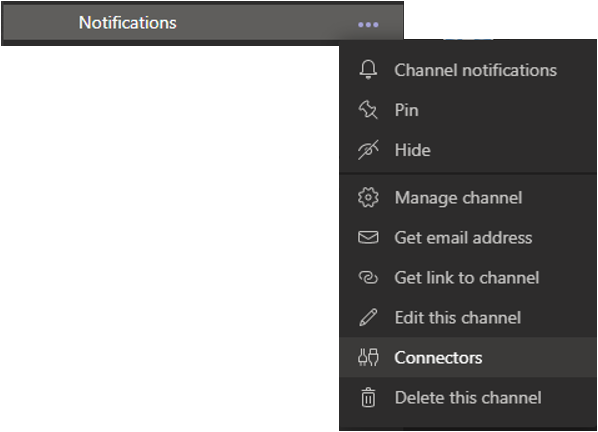 Notifications
Channel notifications
Pin
Hide
Manage channel
Get email address
Get link to channel
Edit this channel
Connectors
Delete this channel